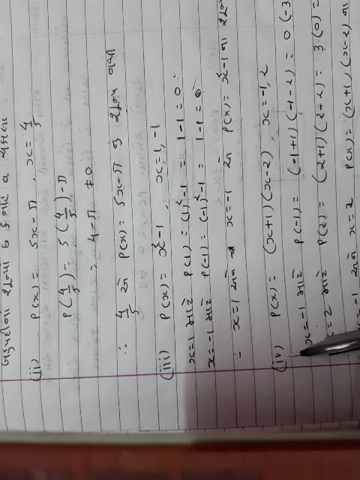 (ii) P(x) = 5x-π , x = 4/5
P(4/5) = 5(4/5)-π
= 4-π ≠0
∴ 4/5 એ P(x) = 5x-π નું શૂન્ય નથી
(iii) P(x) = x²-1 x = 1, -1
x=1 માટે P(1) = (1)²-1 = 1-1 = 0
x=-1 માટે P(-1) = (-1)²-1 = 1-1 = 0
x=1 અને x=-1 એ P(x) = x²-1 ના
(iv) P(x) = (x+1)(x-2) , x=-1, 2
x=-1 માટે P(-1) = (-1+1)(-1-2) = 0(-3
x=2 માટે P(2) = (2+1)(2-2) = 3(0) =
x=-1 અને x=2 P(x) = (x+1)(x-2)